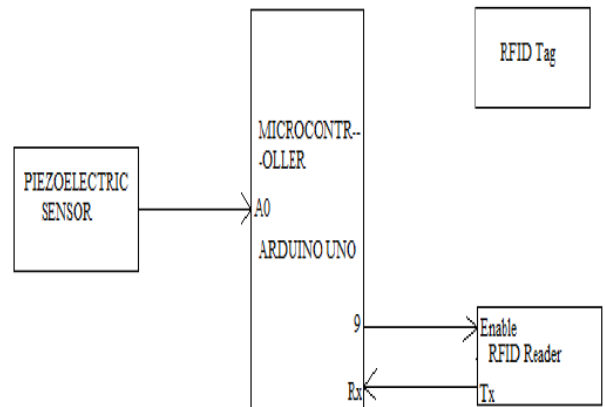 RFID Tag
MICROCONTR--
-OLLER
PIEZOELECTRIC
SENSOR
A0
ARDUINO UNO
9
Enable
RFID Reader
Rx
Tx